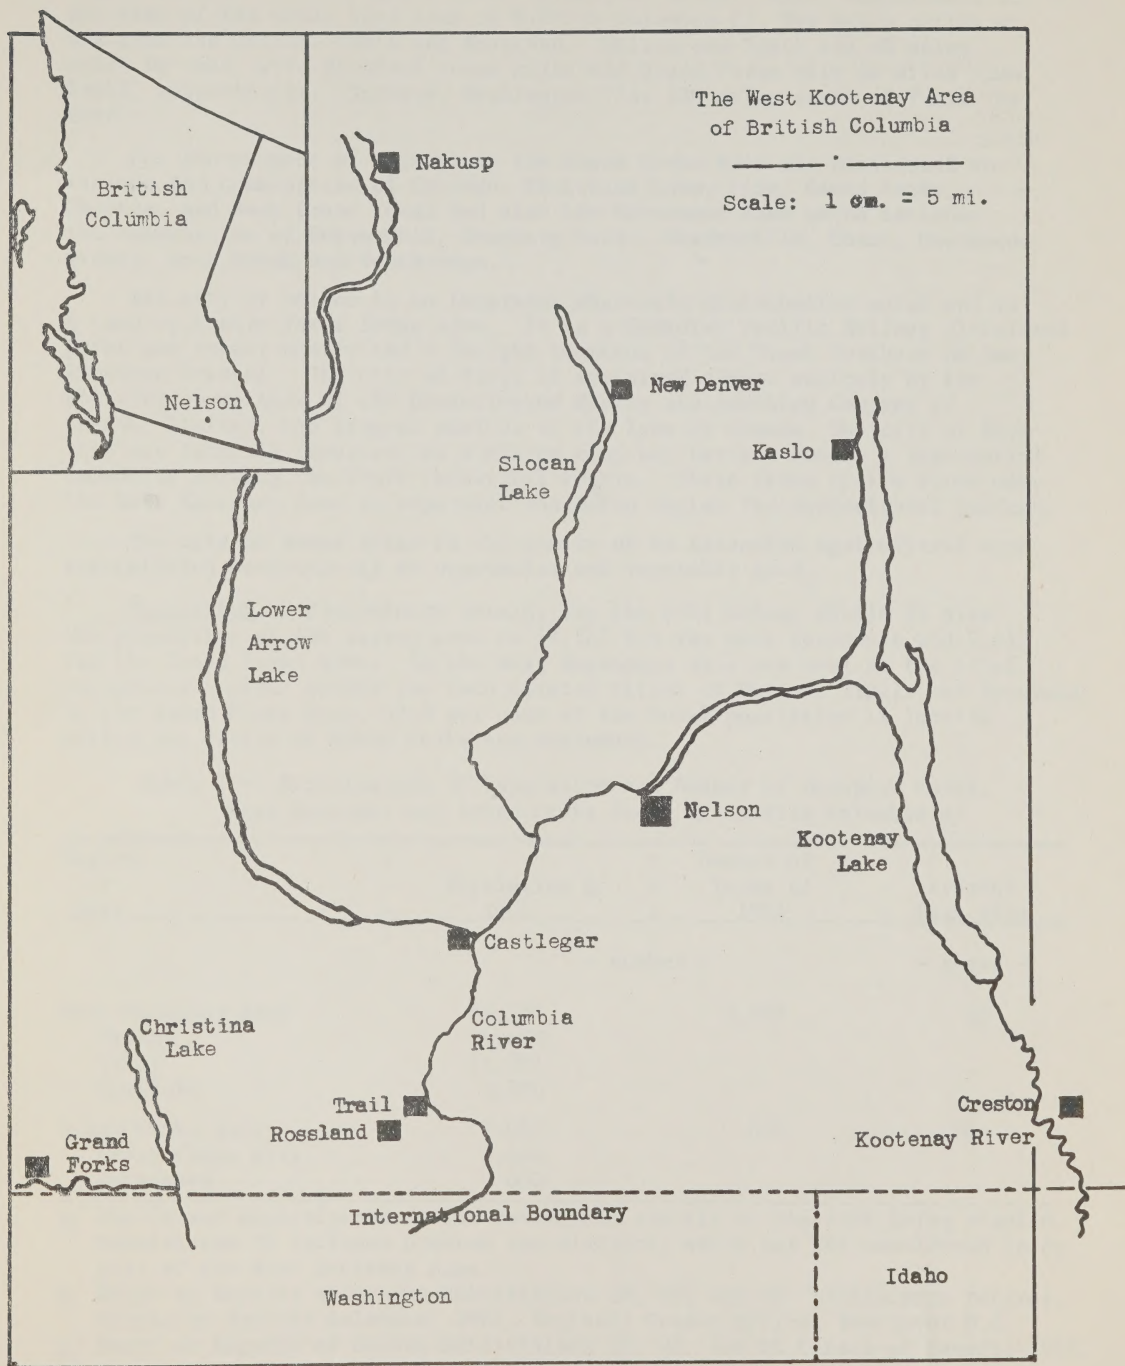 The West Kootenay Area
of British Columbia
Scale: 1 cm. = 5 mi.
British
Columbia
Nelson
Nakusp
New Denver
Kaslo
Slocan
Lake
Lower
Arrow
Lake
Nelson
Kootenay
Lake
Castlegar
Columbia
River
Christina
Lake
Trail
Rossland
Creston
Kootenay River
Grand
Forks
International Boundary
Washington
Idaho